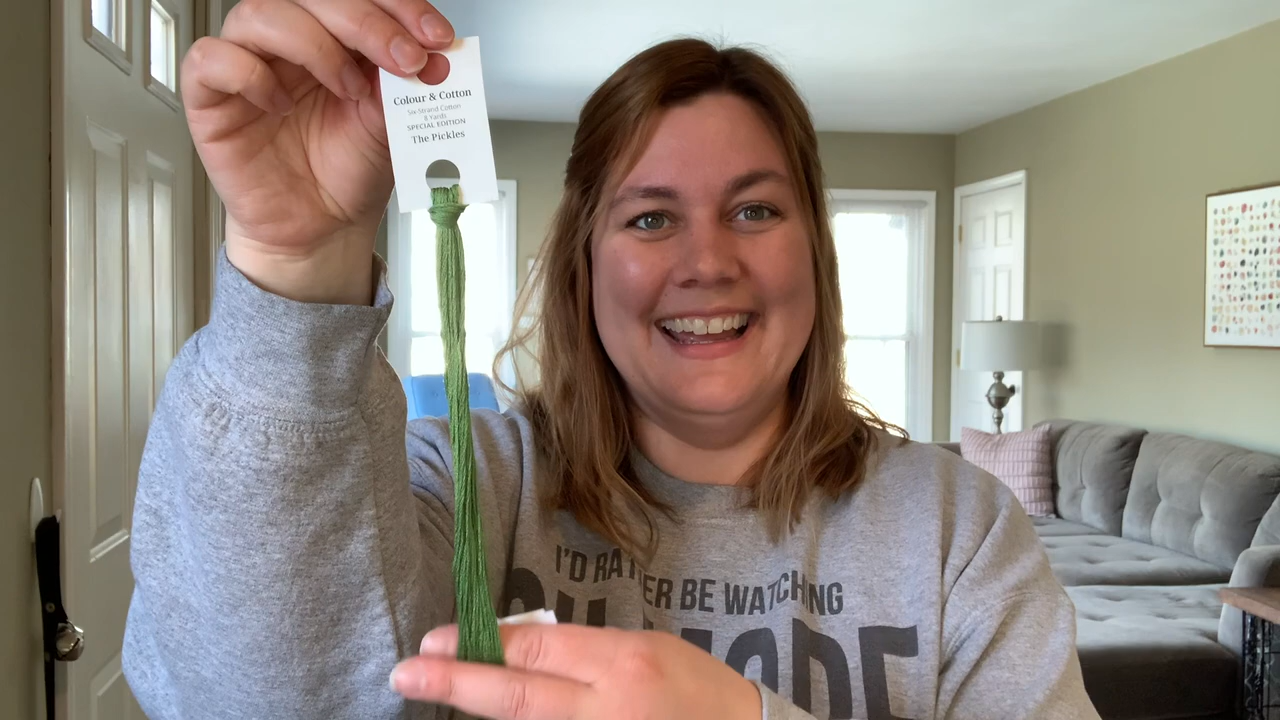 Colour & Cotton
Six-Strand Cotton
8 Yards
SPECIAL EDITION
The Pickles
I'D RATHER BE WATCHING